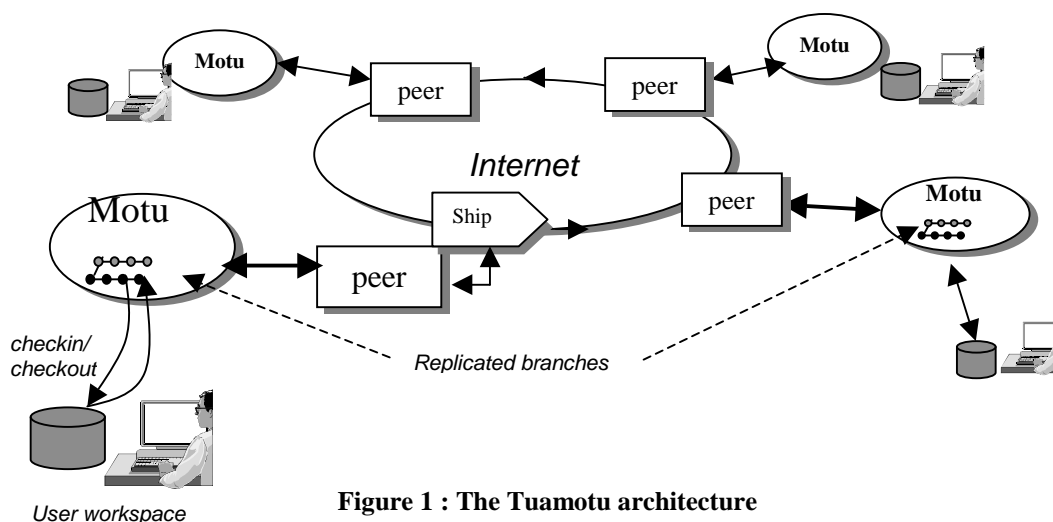 Motu
Motu
peer
peer
Internet
Motu
Motu
peer
Ship
peer
checkin/
checkout
Replicated branches
User workspace
Figure 1 : The Tuamotu architecture